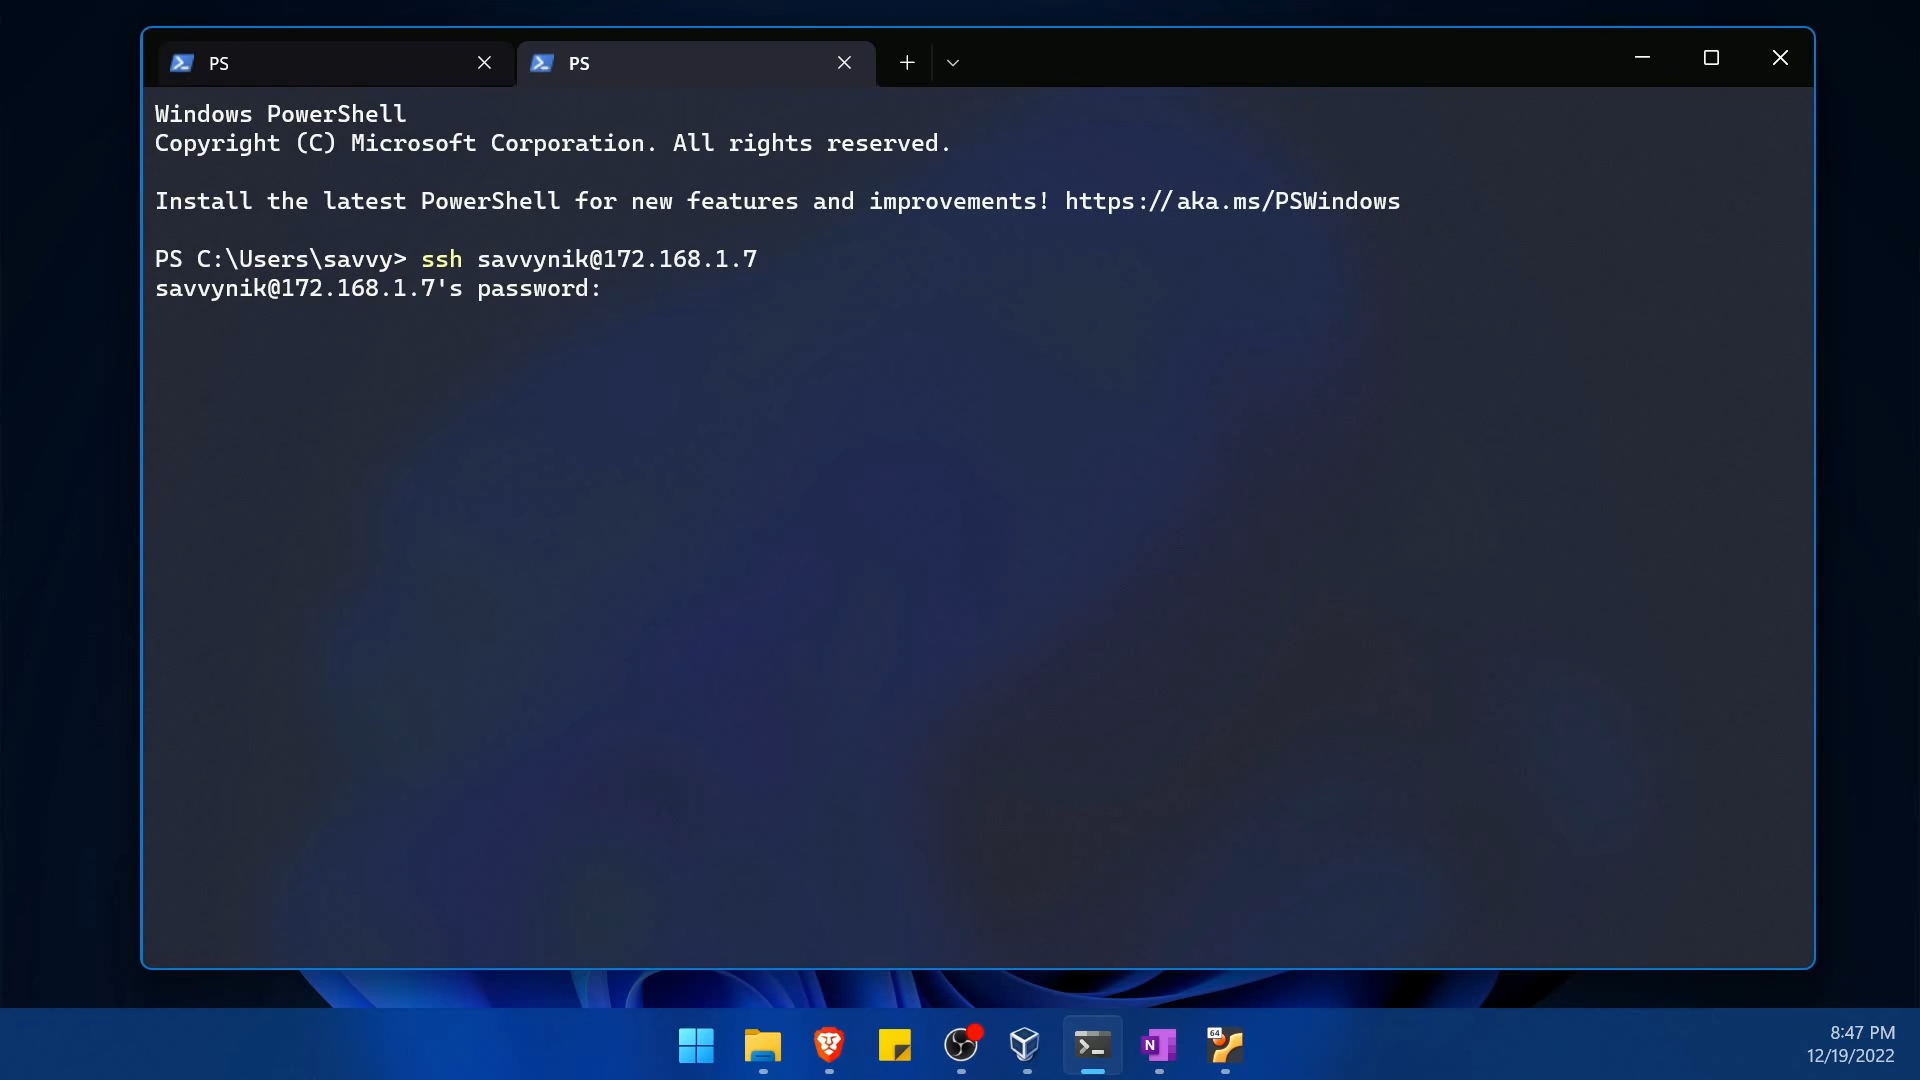 PS
PS
Windows PowerShell
Copyright (C) Microsoft Corporation. All rights reserved.
Install the latest PowerShell for new features and improvements! https://aka.ms/PSWindows
PS C:\Users\savvy> ssh savvynik@172.168.1.7
savvynik@172.168.1.7's password:
N
64
8:47 PM
12/19/2022